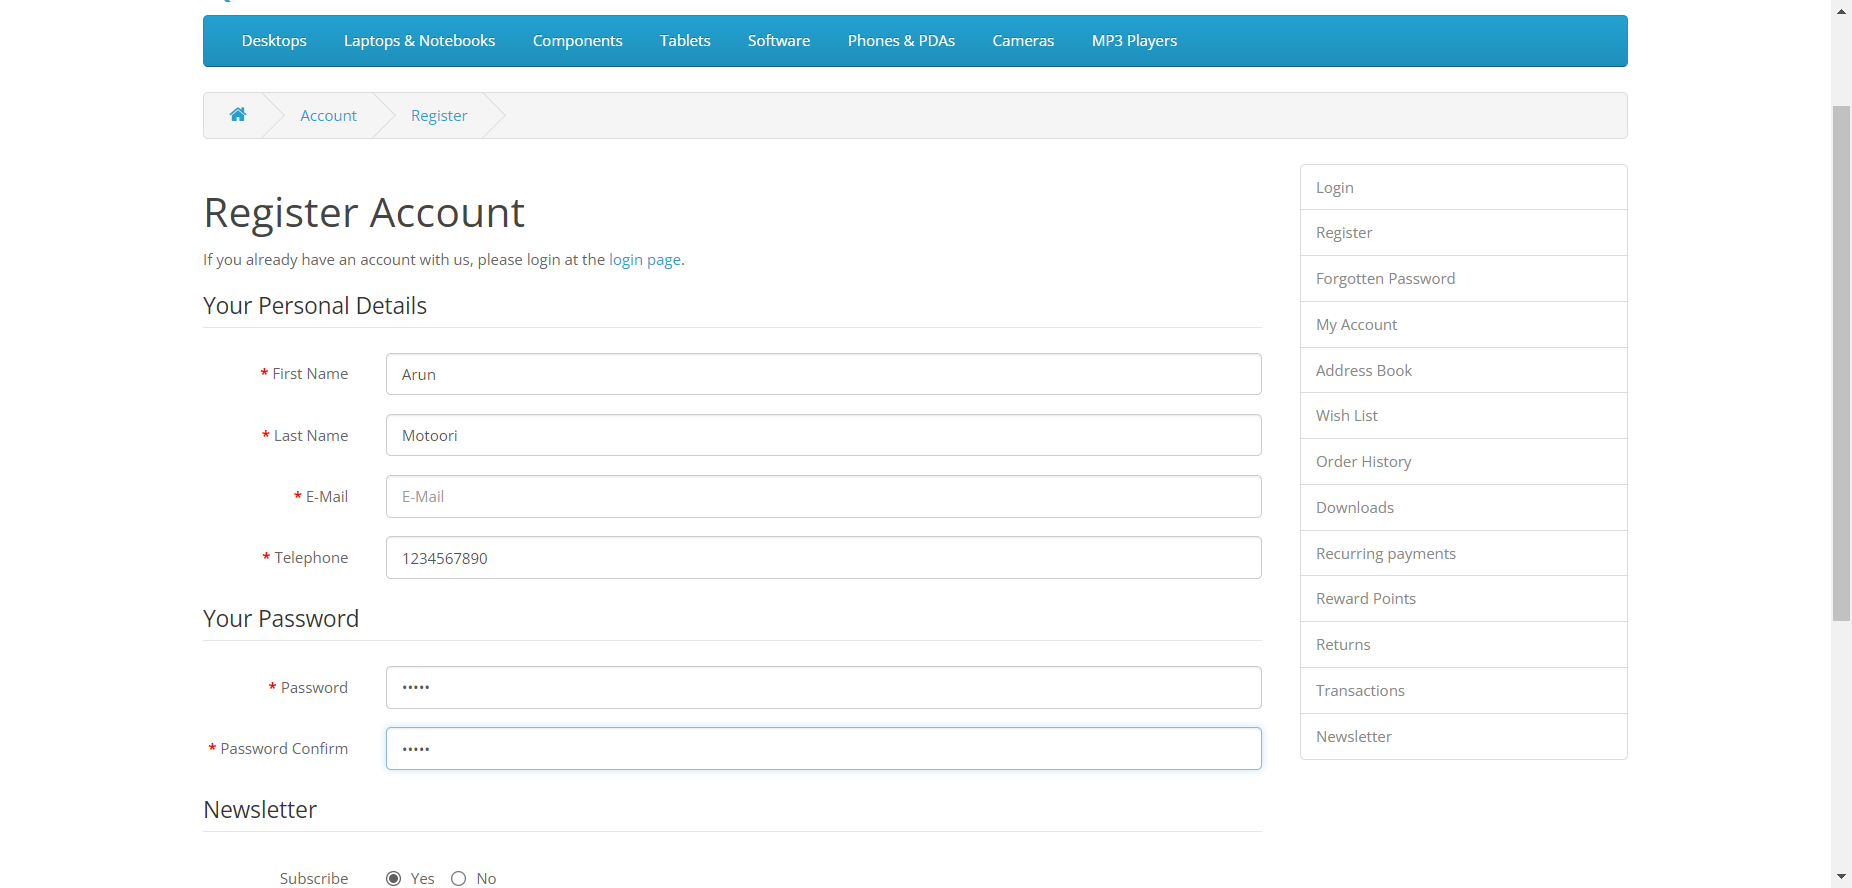 Desktops Laptops & Notebooks Components Tablets Software Phones & PDAs Cameras MP3 Players
Account Register
Register Account
If you already have an account with us, please login at the login page.
Your Personal Details
* First Name Arun
* Last Name Motoori
* E-Mail E-Mail
* Telephone 1234567890
Your Password
* Password •••••
* Password Confirm •••••
Newsletter
Subscribe Yes No
Login
Register
Forgotten Password
My Account
Address Book
Wish List
Order History
Downloads
Recurring payments
Reward Points
Returns
Transactions
Newsletter